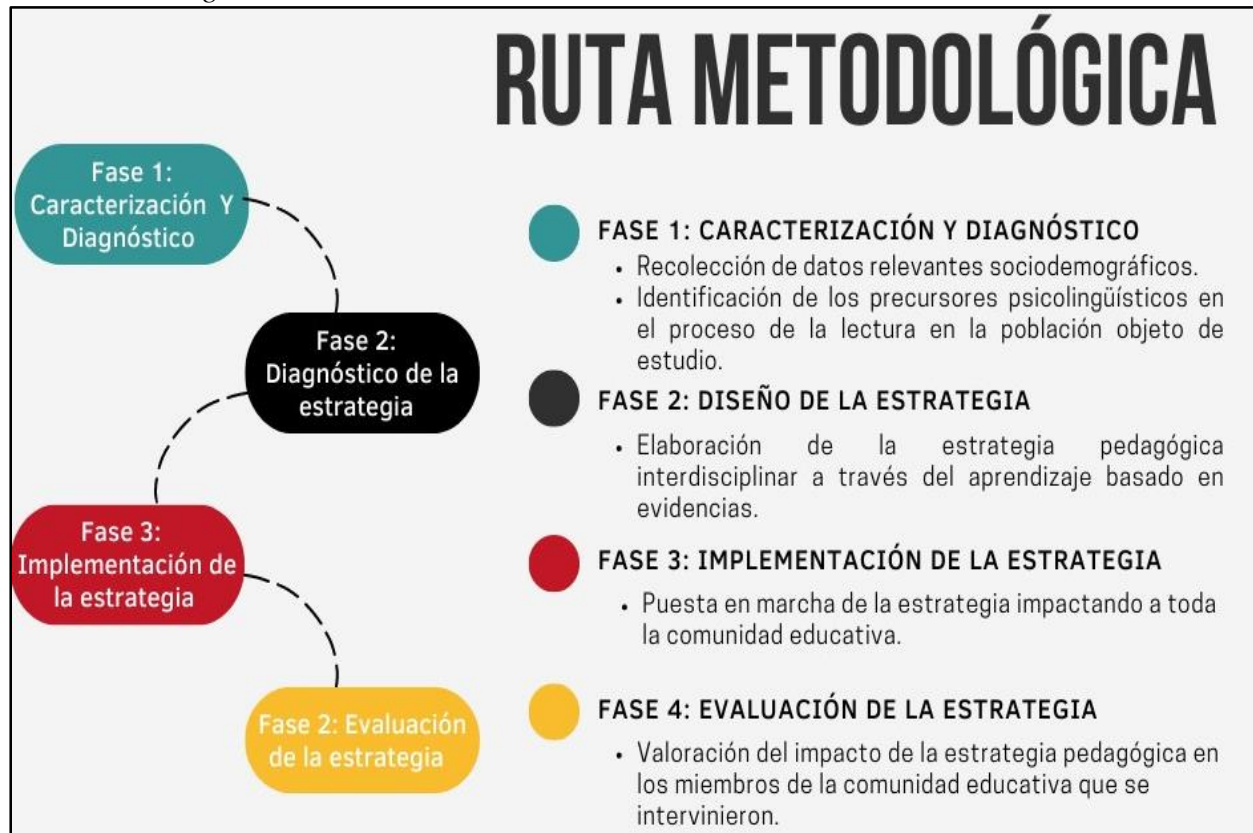 RUTA METODOLÓGICA
Fase 1:
Caracterización Y
Diagnóstico
Fase 2:
Diagnóstico de la
estrategia
Fase 3:
Implementación de
la estrategia
Fase 2: Evaluación
de la estrategia
FASE 1: CARACTERIZACIÓN Y DIAGNÓSTICO
• Recolección de datos relevantes sociodemográficos.
• Identificación de los precursores psicolingüísticos en
el proceso de la lectura en la población objeto de
estudio.
FASE 2: DISEÑO DE LA ESTRATEGIA
• Elaboración de la estrategia pedagógica
interdisciplinar a través del aprendizaje basado en
evidencias.
FASE 3: IMPLEMENTACIÓN DE LA ESTRATEGIA
• Puesta en marcha de la estrategia impactando a toda
la comunidad educativa.
FASE 4: EVALUACIÓN DE LA ESTRATEGIA
• Valoración del impacto de la estrategia pedagógica en
los miembros de la comunidad educativa que se
intervinieron.